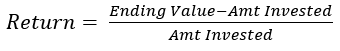 Return = Ending Value−Amt Invested / Amt Invested